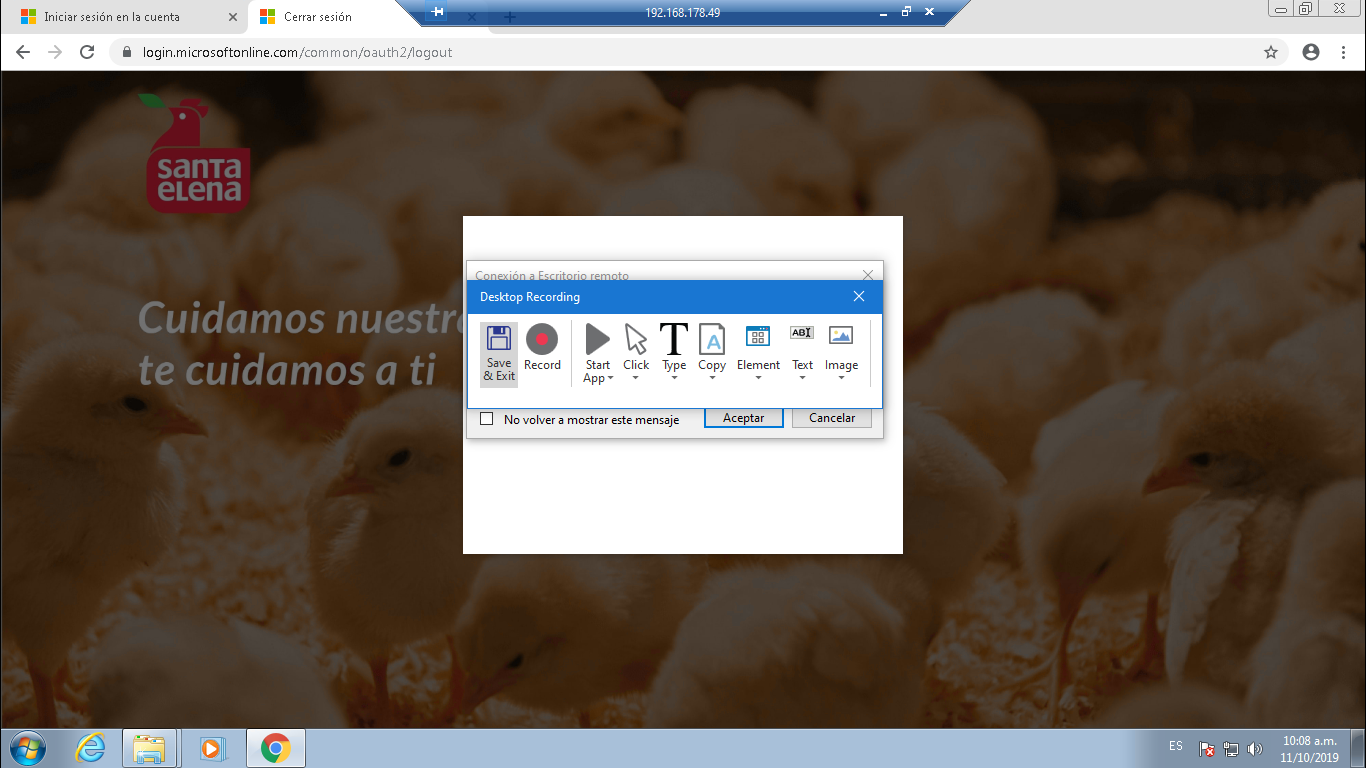 Iniciar sesión en la cuenta
Cerrar sesión
192.168.178.49
login.microsoftonline.com/common/oauth2/logout
SANTA
ELENA
Cuidamos nuestr
te cuidamos a ti
Conexión a Escritorio remoto
Desktop Recording
Save
& Exit
Record
Start
App
Click
T
Type
A
Copy
Element
ABI
Text
Image
No volver a mostrar este mensaje
Aceptar
Cancelar
ES
10:08 a.m.
11/10/2019